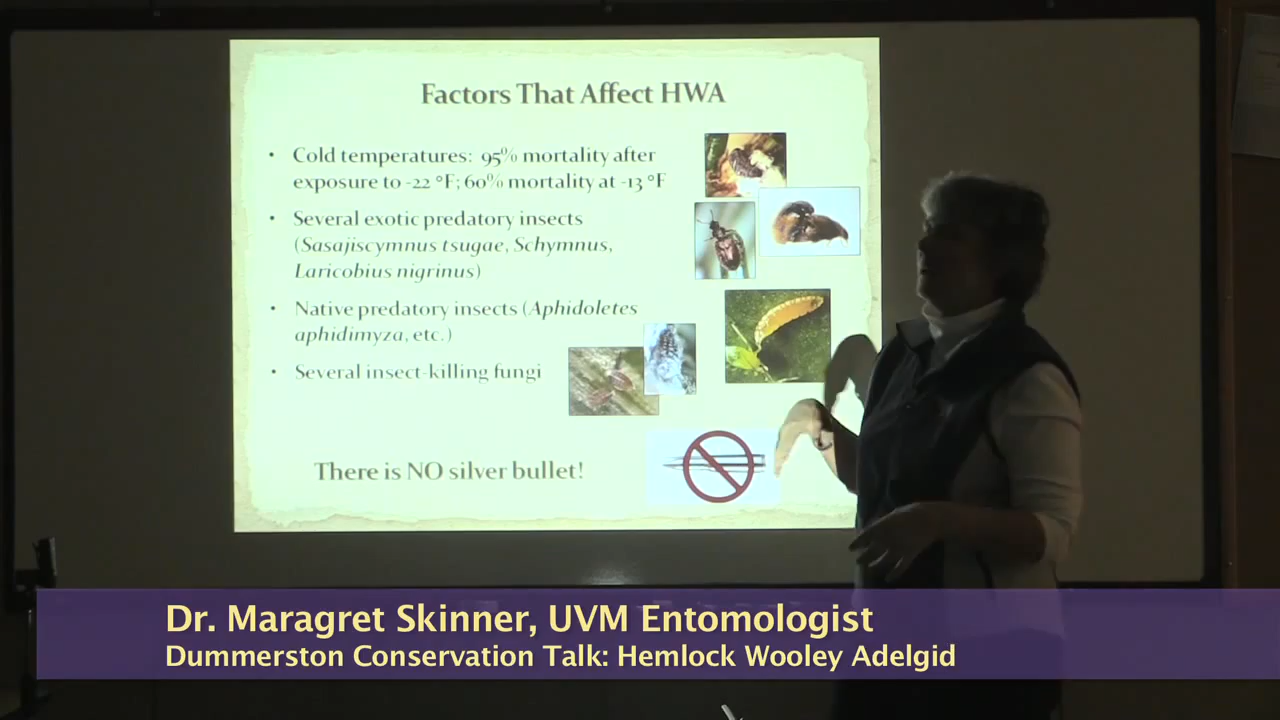 Factors That Affect HWA
• Cold temperatures: 95% mortality after
exposure to -22 °F; 60% mortality at -13 °F
• Several exotic predatory insects
(Sasajiscymnus tsugae, Schymnus,
Laricobius nigrinus)
• Native predatory insects (Aphidoletes
aphidimyza, etc.)
• Several insect-killing fungi
There is NO silver bullet!
Dr. Maragret Skinner, UVM Entomologist
Dummerston Conservation Talk: Hemlock Wooley Adelgid